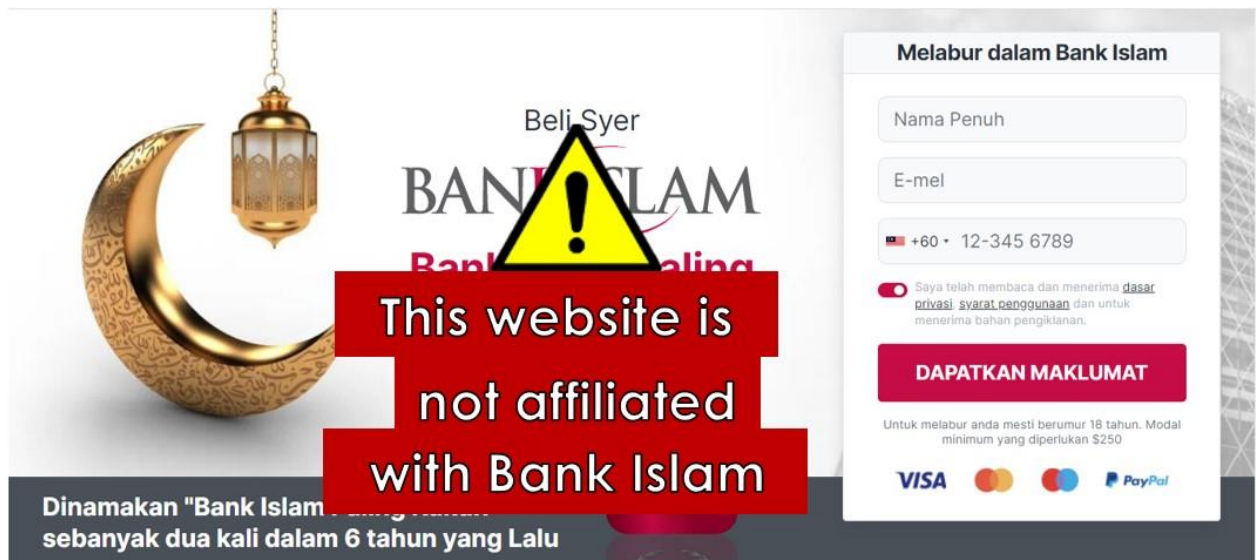 Beli Syer
BAN LAM
This website is
not affiliated
with Bank Islam
Dinamakan "Bank Islam
sebanyak dua kali dalam 6 tahun yang Lalu
Melabur dalam Bank Islam
Nama Penuh
E-mel
+60 12-345 6789
Saya telah membaca dan menerima dasar
privasi, syarat penggunaan dan untuk
menerima bahan pengiklanan.
DAPATKAN MAKLUMAT
Untuk melabur anda mesti berumur 18 tahun. Modal
minimum yang diperlukan $250
VISA PayPal